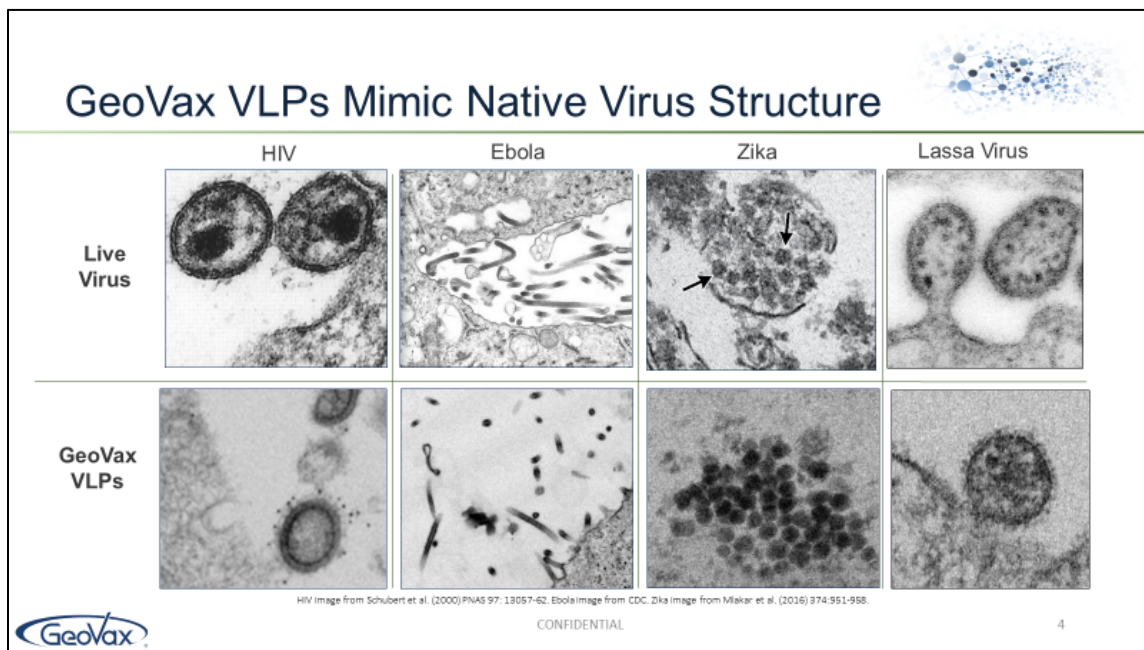 GeoVax VLPs Mimic Native Virus Structure
HIV Ebola Zika Lassa Virus
Live
Virus
GeoVax
VLPs
HIV image from Schubert et al. (2000) PNAS 97: 13057-62. Ebola image from CDC. Zika image from Mlakar et al. (2016) 374:951-958.
GeoVax
CONFIDENTIAL
4